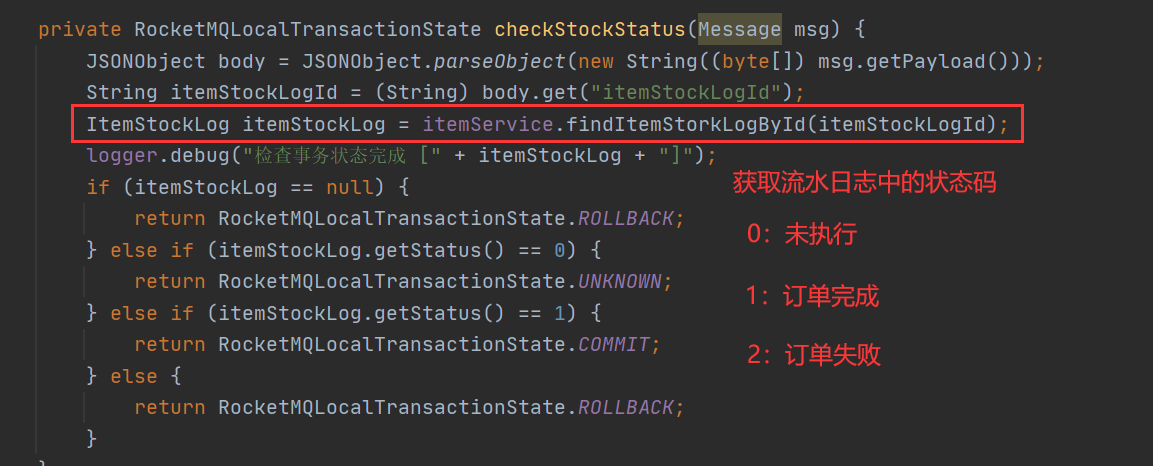 private RocketMQLocalTransactionState checkStockStatus(Message msg) {
JSONObject body = JSONObject.parseObject(new String((byte[]) msg.getPayload()));
String itemStockLogId = (String) body.get("itemStockLogId");
ItemStockLog itemStockLog = itemService.findItemStorkLogById(itemStockLogId);
logger.debug("检查事务状态完成 [" + itemStockLog + "]");
if (itemStockLog == null) {
获取流水日志中的状态码
return RocketMQLocalTransactionState.ROLLBACK;
0：未执行
} else if (itemStockLog.getStatus() == 0) {
return RocketMQLocalTransactionState.UNKNOWN;
1：订单完成
} else if (itemStockLog.getStatus() == 1) {
return RocketMQLocalTransactionState.COMMIT;
2：订单失败
} else {
return RocketMQLocalTransactionState.ROLLBACK;
}
}